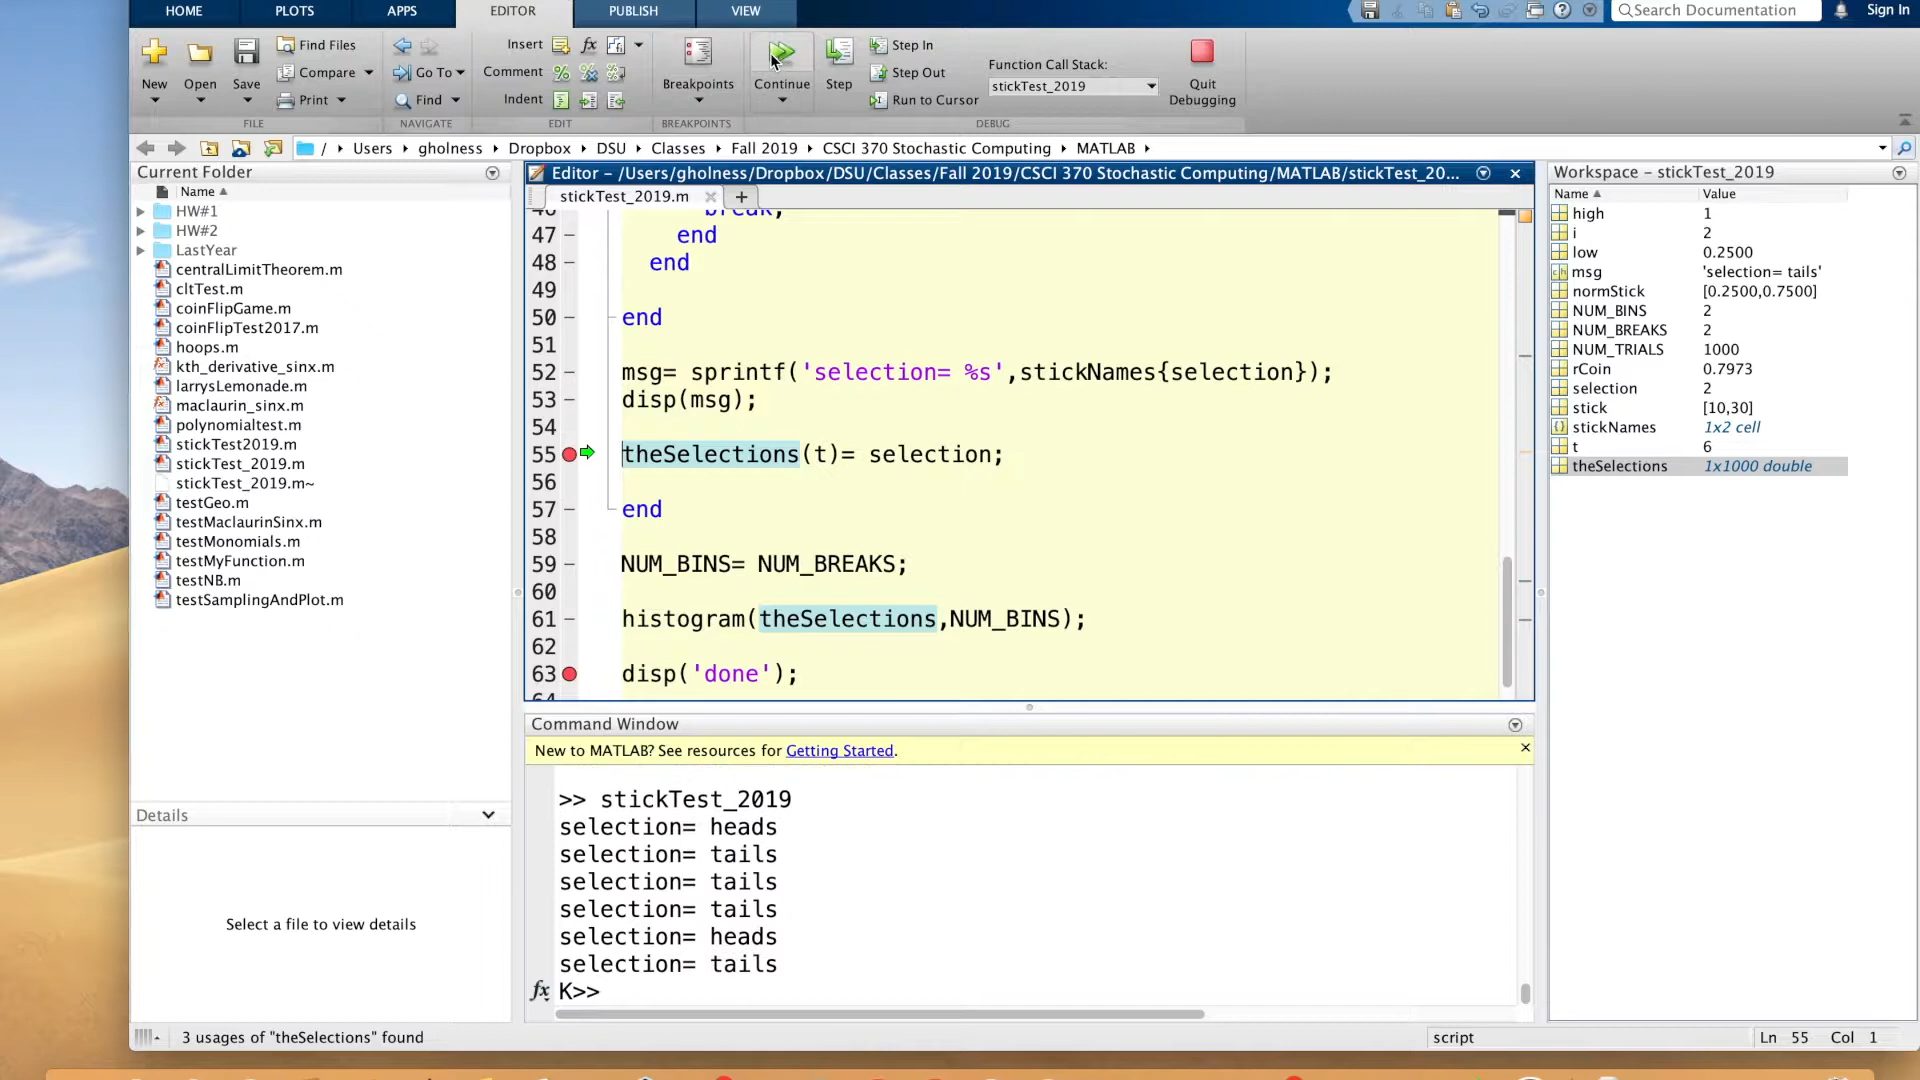 HOME PLOTS APPS EDITOR PUBLISH VIEW
Search Documentation Sign In
New Open Save
Find Files
Compare
Print
FILE
Go To
Find
NAVIGATE
Insert
Comment
Indent
EDIT
Breakpoints
BREAKPOINTS
Continue Step
Step In
Step Out
Run to Cursor
Function Call Stack:
stickTest_2019
Quit
Debugging
DEBUG
/ Users gholness Dropbox DSU Classes Fall 2019 CSCI 370 Stochastic Computing MATLAB
Current Folder
Name
HW#1
HW#2
LastYear
centralLimitTheorem.m
cltTest.m
coinFlipGame.m
coinFlipTest2017.m
hoops.m
kth_derivative_sinx.m
larrysLemonade.m
maclaurin_sinx.m
polynomialtest.m
stickTest2019.m
stickTest_2019.m
stickTest_2019.m~
testGeo.m
testMaclaurinSinx.m
testMonomials.m
testMyFunction.m
testNB.m
testSamplingAndPlot.m
Details
Select a file to view details
Editor - /Users/gholness/Dropbox/DSU/Classes/Fall 2019/CSCI 370 Stochastic Computing/MATLAB/stickTest_20...
stickTest_2019.m
46 break;
47 end
48 end
49
50 end
51
52 msg= sprintf('selection= %s',stickNames{selection});
53 disp(msg);
54
55 theSelections(t)= selection;
56
57 end
58
59 NUM_BINS= NUM_BREAKS;
60
61 histogram(theSelections,NUM_BINS);
62
63 disp('done');
64
Command Window
New to MATLAB? See resources for Getting Started.
>> stickTest_2019
selection= heads
selection= tails
selection= tails
selection= tails
selection= heads
selection= tails
fx K>>
Workspace - stickTest_2019
Name Value
high 1
i 2
low 0.2500
msg 'selection= tails'
normStick [0.2500,0.7500]
NUM_BINS 2
NUM_BREAKS 2
NUM_TRIALS 1000
rCoin 0.7973
selection 2
stick [10,30]
stickNames 1x2 cell
t 6
theSelections 1x1000 double
3 usages of "theSelections" found
script
Ln 55 Col 1